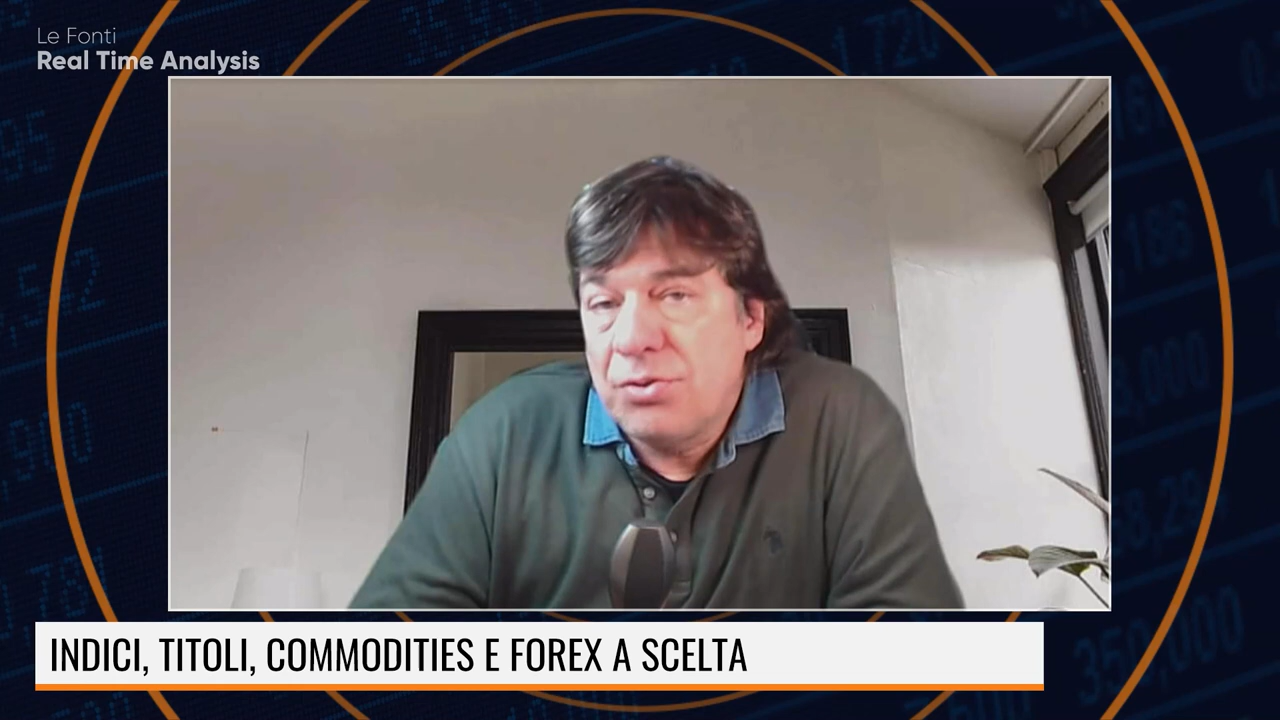 Le Fonti
Real Time Analysis
INDICI, TITOLI, COMMODITIES E FOREX A SCELTA